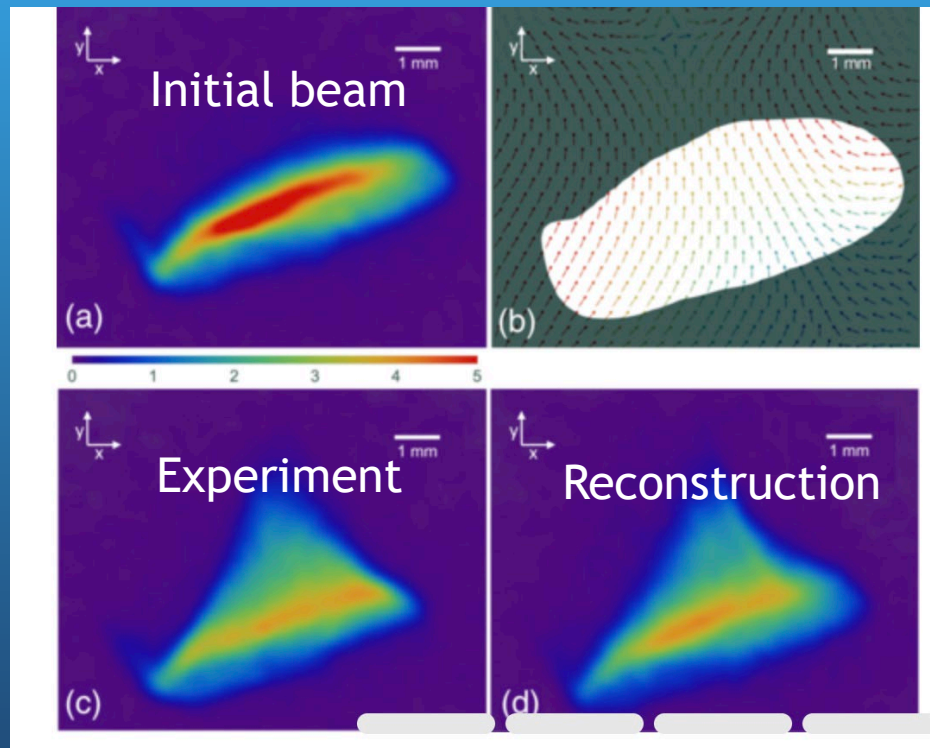 y
x
1 mm
Initial beam
(a)
y
x
1 mm
(b)
0 1 2 3 4 5
y
x
1 mm
Experiment
(c)
y
x
1 mm
Reconstruction
(d)